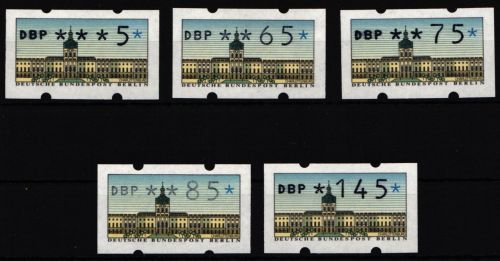 DBP ***5*
DEUTSCHE BUNDESPOST BERLIN
DBP **65*
DEUTSCHE BUNDESPOST BERLIN
DBP **75*
DEUTSCHE BUNDESPOST BERLIN
DBP **85*
DEUTSCHE BUNDESPOST BERLIN
DBP *145*
DEUTSCHE BUNDESPOST BERLIN